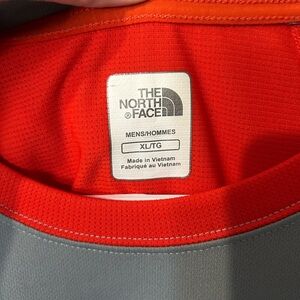 THE
NORTH
®FACE
MENS/HOMMES
XL/TG
Made in Vietnam
Fabriqué au Vietnam